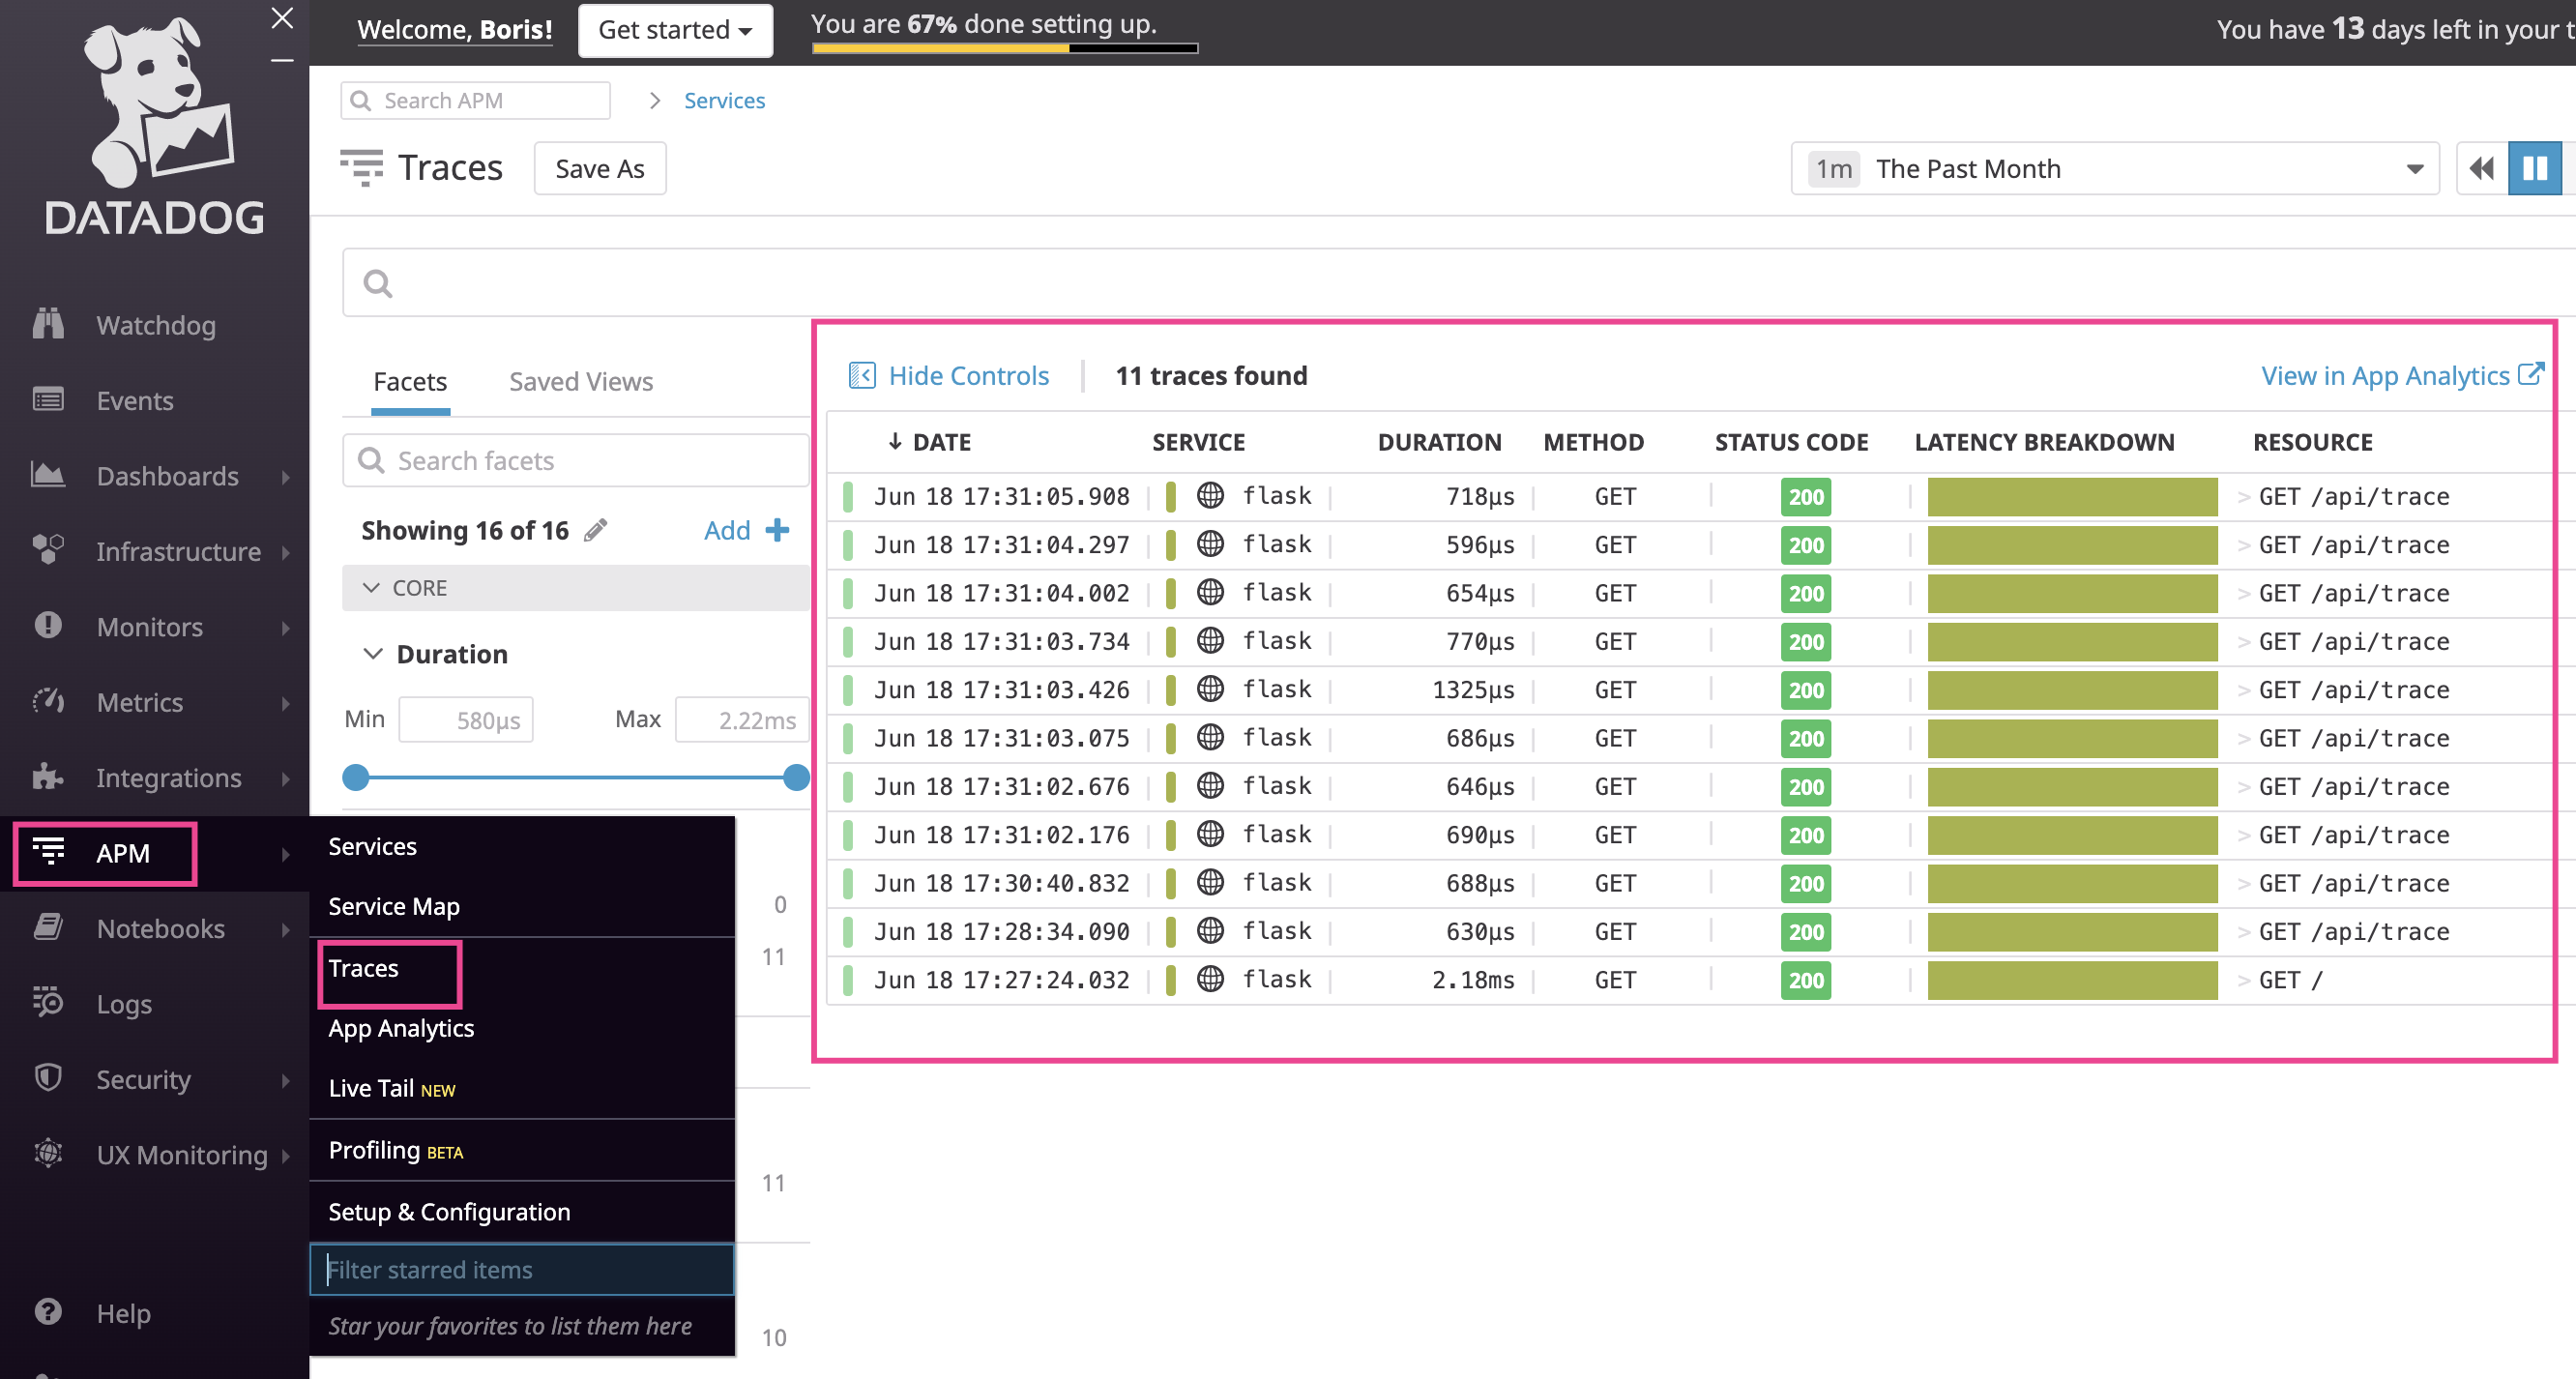 Welcome, Boris!
Get started
You are 67% done setting up.
You have 13 days left in your t
DATADOG
Watchdog
Events
Dashboards
Infrastructure
Monitors
Metrics
Integrations
APM
Notebooks
Logs
Security
UX Monitoring
Help
Search APM
Services
Traces
Save As
1m The Past Month
Facets
Saved Views
Search facets
Showing 16 of 16
Add
CORE
Duration
Min 580µs Max 2.22ms
Services
Service Map
Traces
App Analytics
Live Tail NEW
Profiling BETA
Setup & Configuration
Filter starred items
Star your favorites to list them here
0
11
11
10
Hide Controls
11 traces found
View in App Analytics
DATE SERVICE DURATION METHOD STATUS CODE LATENCY BREAKDOWN RESOURCE
Jun 18 17:31:05.908 flask 718µs GET 200 > GET /api/trace
Jun 18 17:31:04.297 flask 596µs GET 200 > GET /api/trace
Jun 18 17:31:04.002 flask 654µs GET 200 > GET /api/trace
Jun 18 17:31:03.734 flask 770µs GET 200 > GET /api/trace
Jun 18 17:31:03.426 flask 1325µs GET 200 > GET /api/trace
Jun 18 17:31:03.075 flask 686µs GET 200 > GET /api/trace
Jun 18 17:31:02.676 flask 646µs GET 200 > GET /api/trace
Jun 18 17:31:02.176 flask 690µs GET 200 > GET /api/trace
Jun 18 17:30:40.832 flask 688µs GET 200 > GET /api/trace
Jun 18 17:28:34.090 flask 630µs GET 200 > GET /api/trace
Jun 18 17:27:24.032 flask 2.18ms GET 200 > GET /